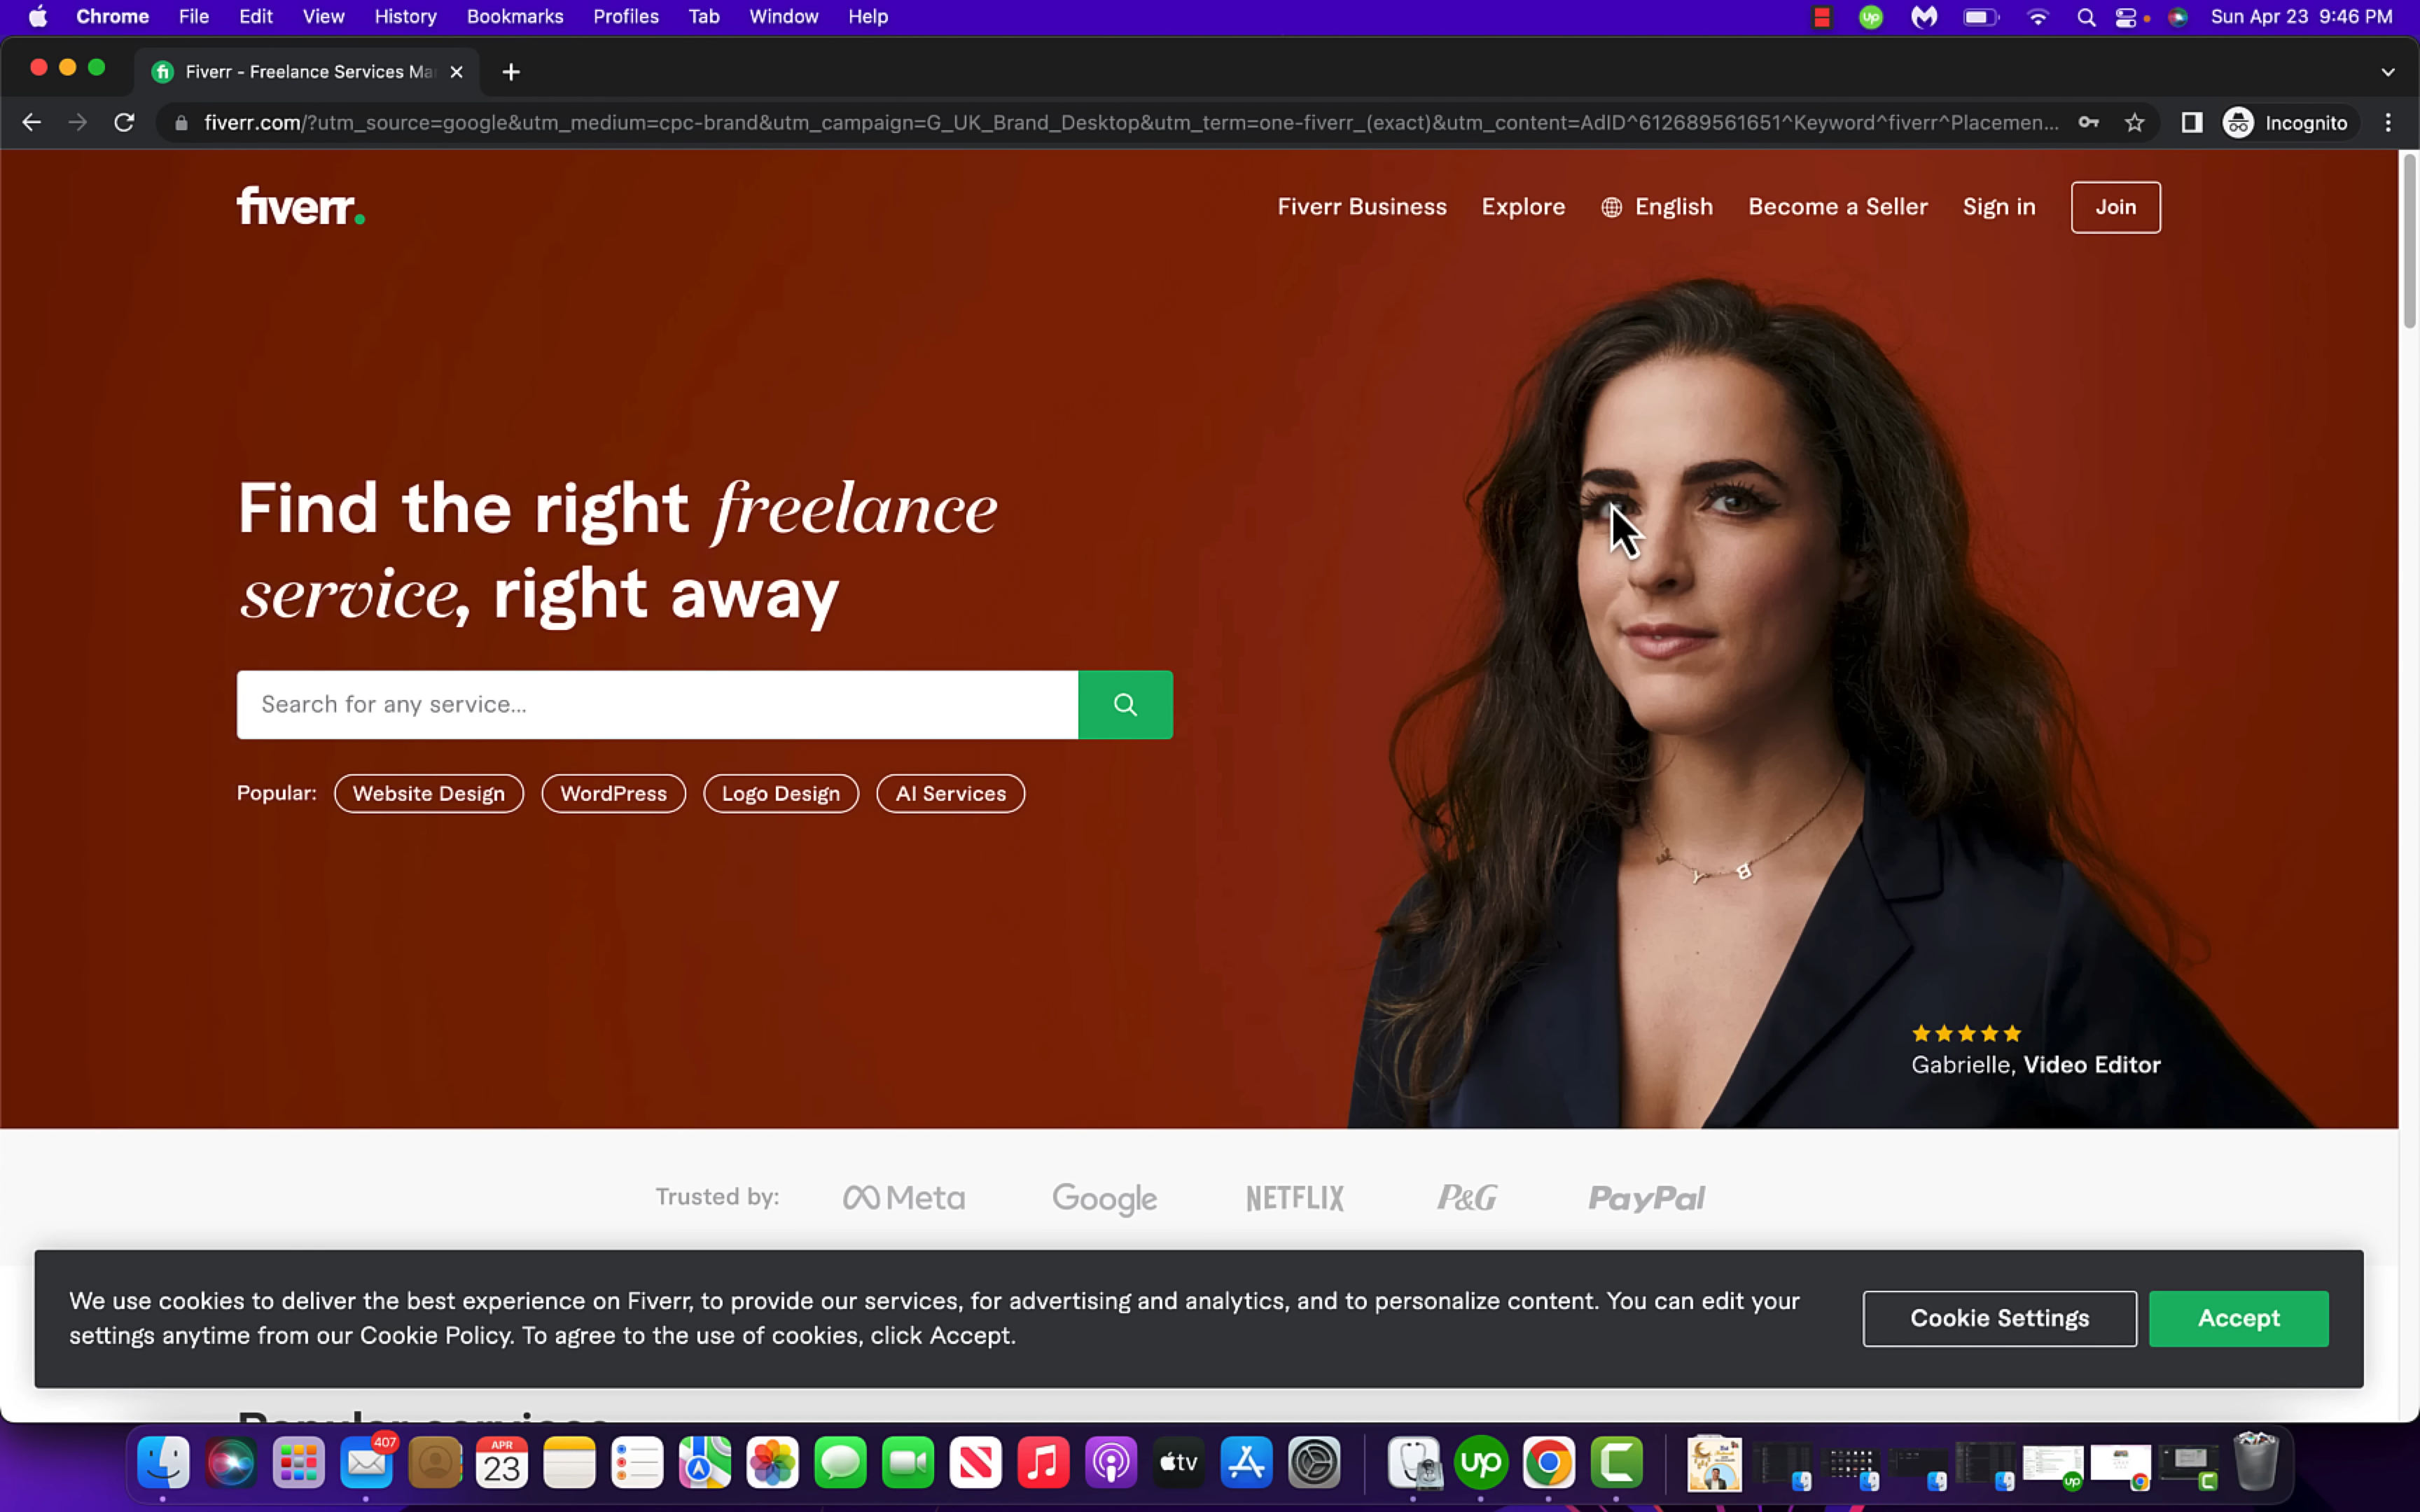 Chrome File Edit View History Bookmarks Profiles Tab Window Help
Sun Apr 23 9:46 PM
Fiverr - Freelance Services Ma
fiverr.com/?utm_source=google&utm_medium=cpc-brand&utm_campaign=G_UK_Brand_Desktop&utm_term=one-fiverr_(exact)&utm_content=AdID^612689561651^Keyword^fiverr^Placemen...
Incognito
fiverr.
Fiverr Business Explore English Become a Seller Sign in Join
Find the right freelance
service, right away
Search for any service...
Popular: Website Design WordPress Logo Design AI Services
EYB
★★★★★
Gabrielle, Video Editor
Trusted by: Meta Google NETFLIX P&G PayPal
We use cookies to deliver the best experience on Fiverr, to provide our services, for advertising and analytics, and to personalize content. You can edit your
settings anytime from our Cookie Policy. To agree to the use of cookies, click Accept.
Cookie Settings Accept
Popular services
407
APR
23
tv
up